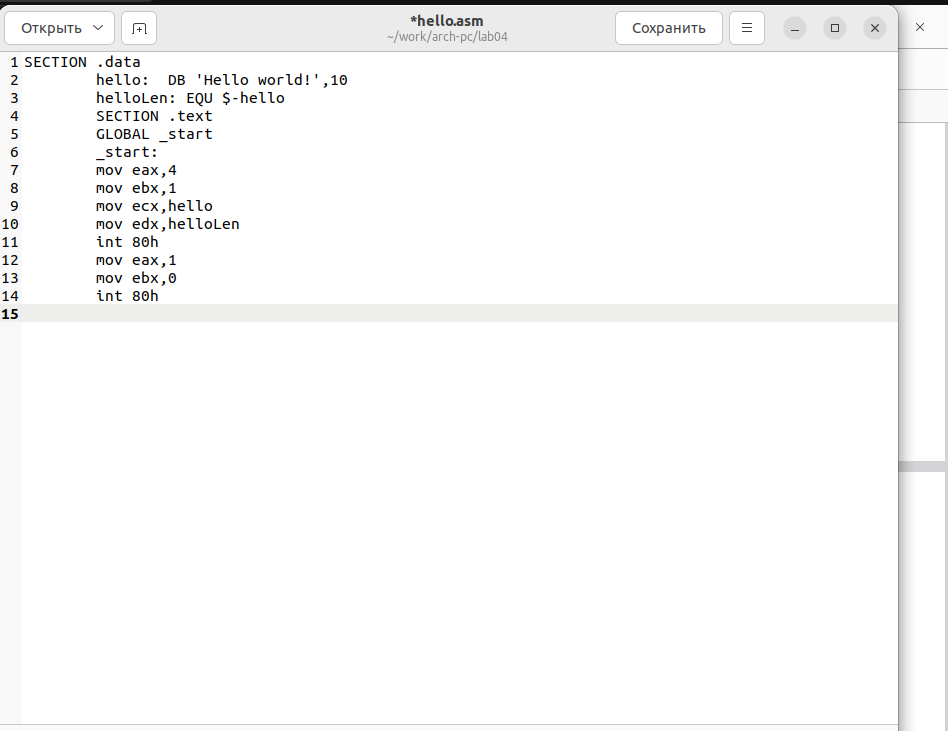 Открыть
*hello.asm
~/work/arch-pc/lab04
Сохранить
1 SECTION .data
2         hello:  DB 'Hello world!',10
3         helloLen: EQU $-hello
4         SECTION .text
5         GLOBAL _start
6         _start:
7         mov eax,4
8         mov ebx,1
9         mov ecx,hello
10         mov edx,helloLen
11         int 80h
12         mov eax,1
13         mov ebx,0
14         int 80h
15